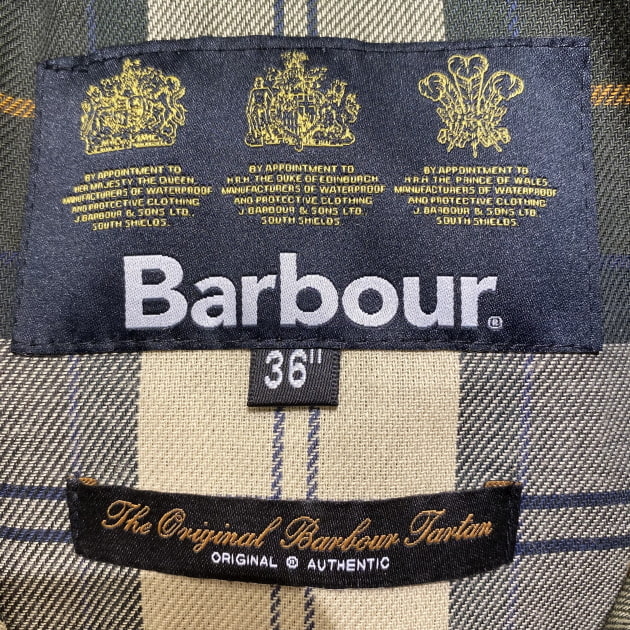 BY APPOINTMENT TO
HER MAJESTY THE QUEEN,
MANUFACTURERS OF WATERPROOF
AND PROTECTIVE CLOTHING
J. BARBOUR & SONS LTD.
SOUTH SHIELDS.
BY APPOINTMENT TO
H.R.H. THE DUKE OF EDINBURGH
MANUFACTURERS OF WATERPROOF
AND PROTECTIVE CLOTHING
J. BARBOUR & SONS LTD.
SOUTH SHIELDS.
BY APPOINTMENT TO
H.R.H. THE PRINCE OF WALES
MANUFACTURERS OF WATERPROOF
AND PROTECTIVE CLOTHING
J. BARBOUR & SONS LTD.
SOUTH SHIELDS.
Barbour®
36"
The Original Barbour Tartan
ORIGINAL ® AUTHENTIC